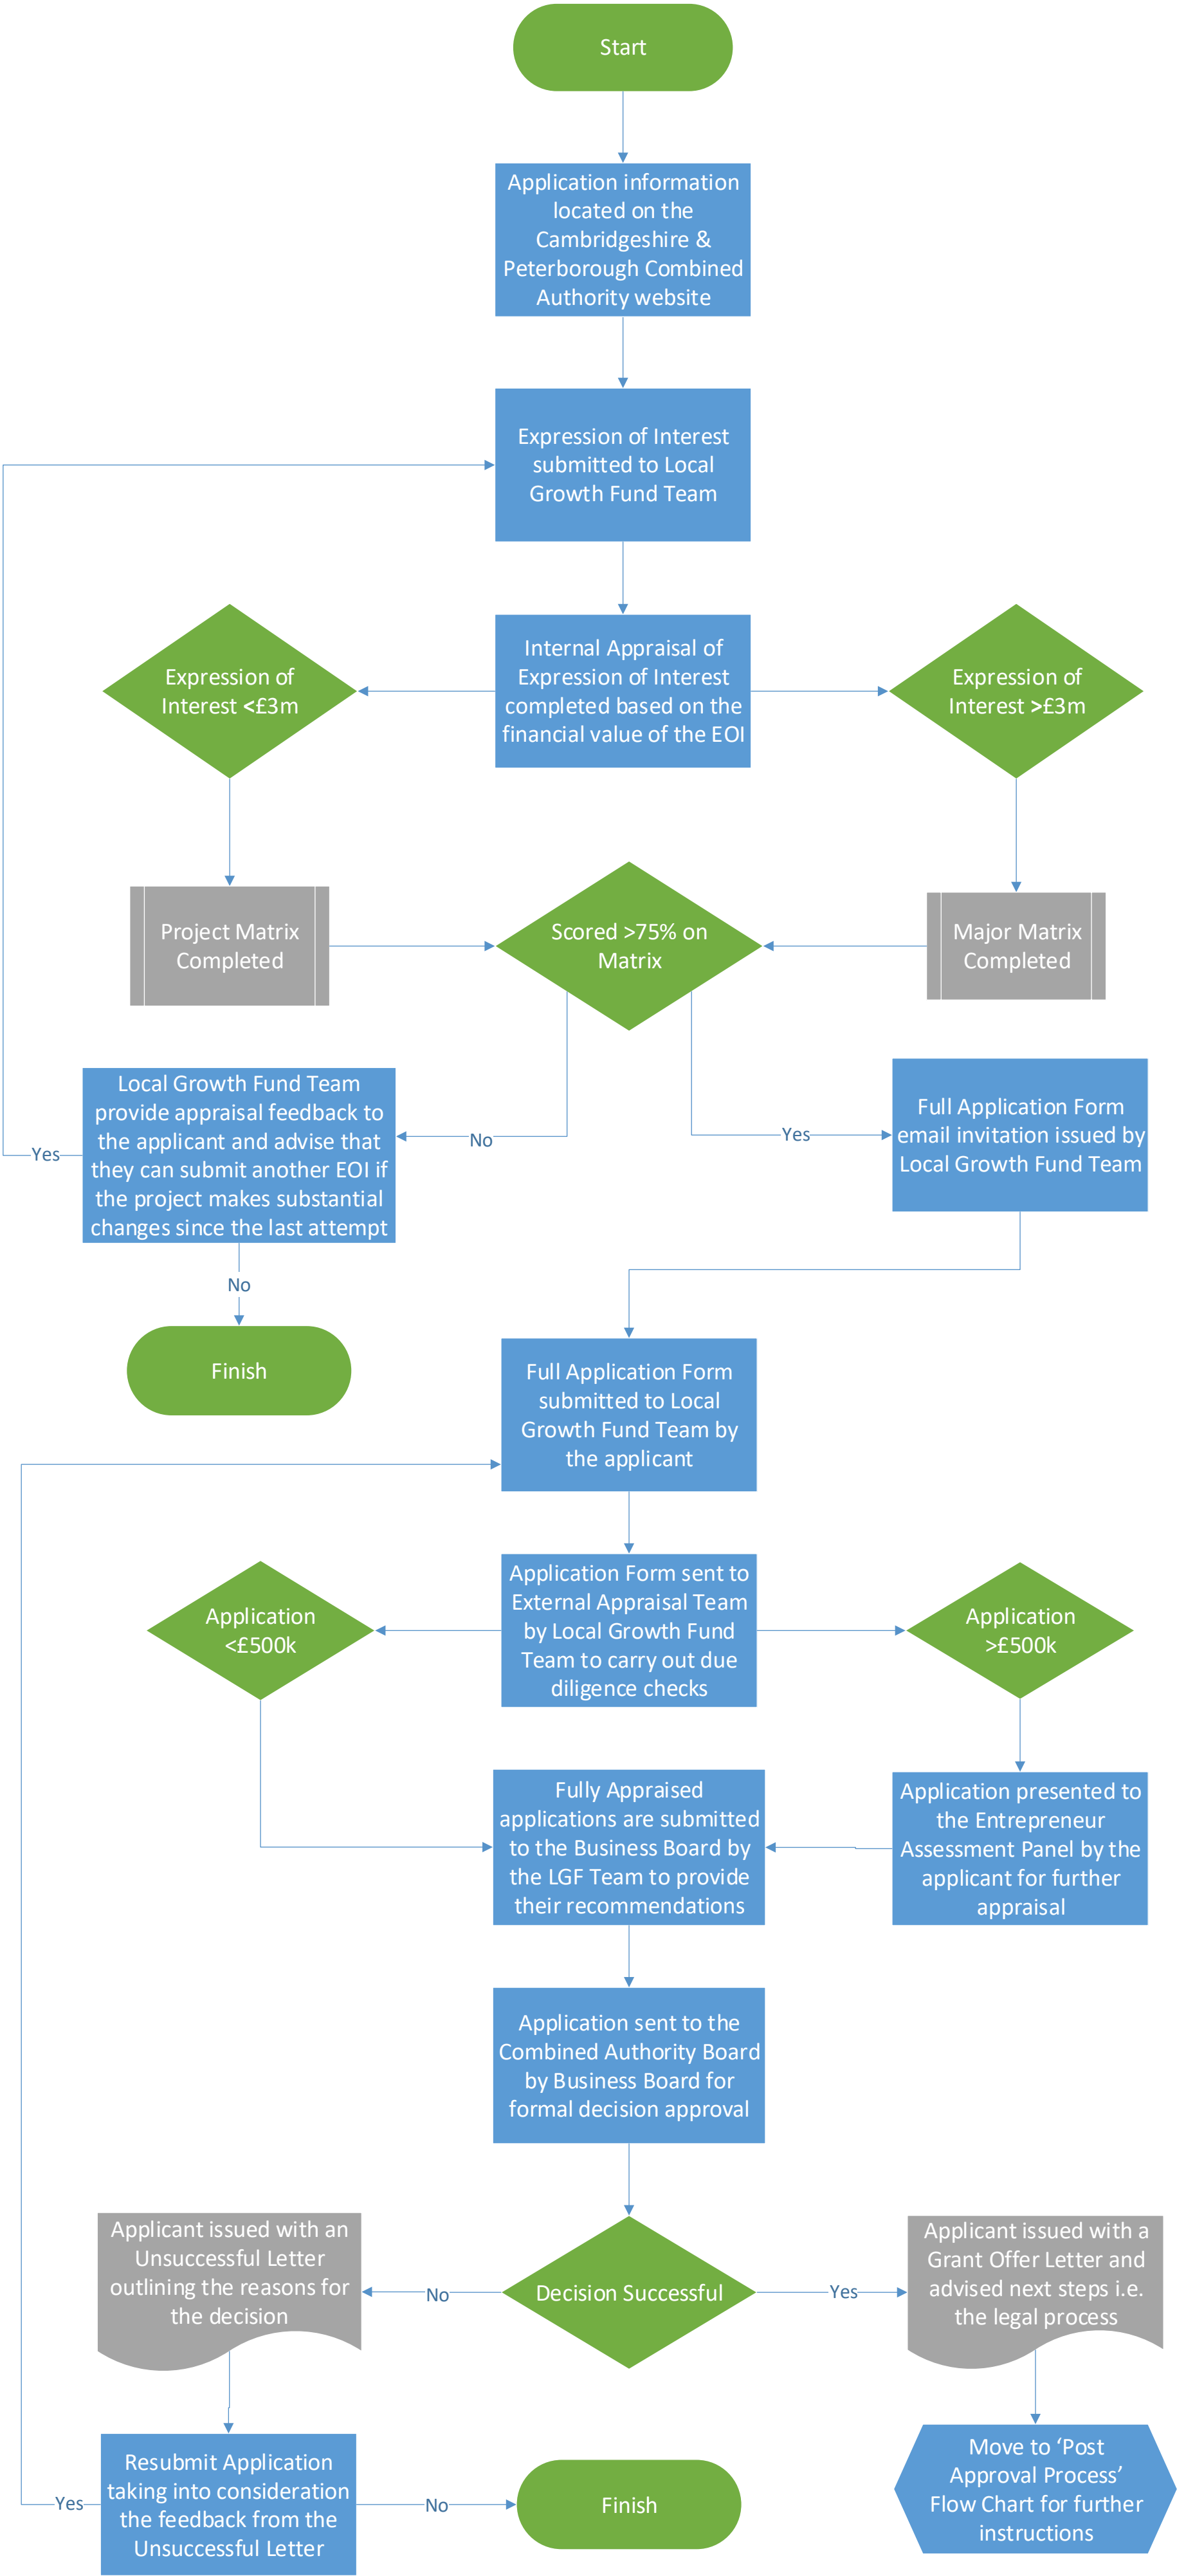 Start
Application information
located on the
Cambridgeshire &
Peterborough Combined
Authority website
Expression of Interest
submitted to Local
Growth Fund Team
Expression of
Interest <£3m
Internal Appraisal of
Expression of Interest
completed based on the
financial value of the EOI
Expression of
Interest >£3m
Project Matrix
Completed
Scored >75% on
Matrix
Major Matrix
Completed
Local Growth Fund Team
provide appraisal feedback to
the applicant and advise that
they can submit another EOI if
the project makes substantial
changes since the last attempt
Yes
No
Yes
Full Application Form
email invitation issued by
Local Growth Fund Team
No
Finish
Full Application Form
submitted to Local
Growth Fund Team by
the applicant
Application
<£500k
Application Form sent to
External Appraisal Team
by Local Growth Fund
Team to carry out due
diligence checks
Application
>£500k
Fully Appraised
applications are submitted
to the Business Board by
the LGF Team to provide
their recommendations
Application presented to
the Entrepreneur
Assessment Panel by the
applicant for further
appraisal
Application sent to the
Combined Authority Board
by Business Board for
formal decision approval
Applicant issued with an
Unsuccessful Letter
outlining the reasons for
the decision
No
Decision Successful
Yes
Applicant issued with a
Grant Offer Letter and
advised next steps i.e.
the legal process
Yes
Resubmit Application
taking into consideration
the feedback from the
Unsuccessful Letter
No
Finish
Move to ‘Post
Approval Process’
Flow Chart for further
instructions